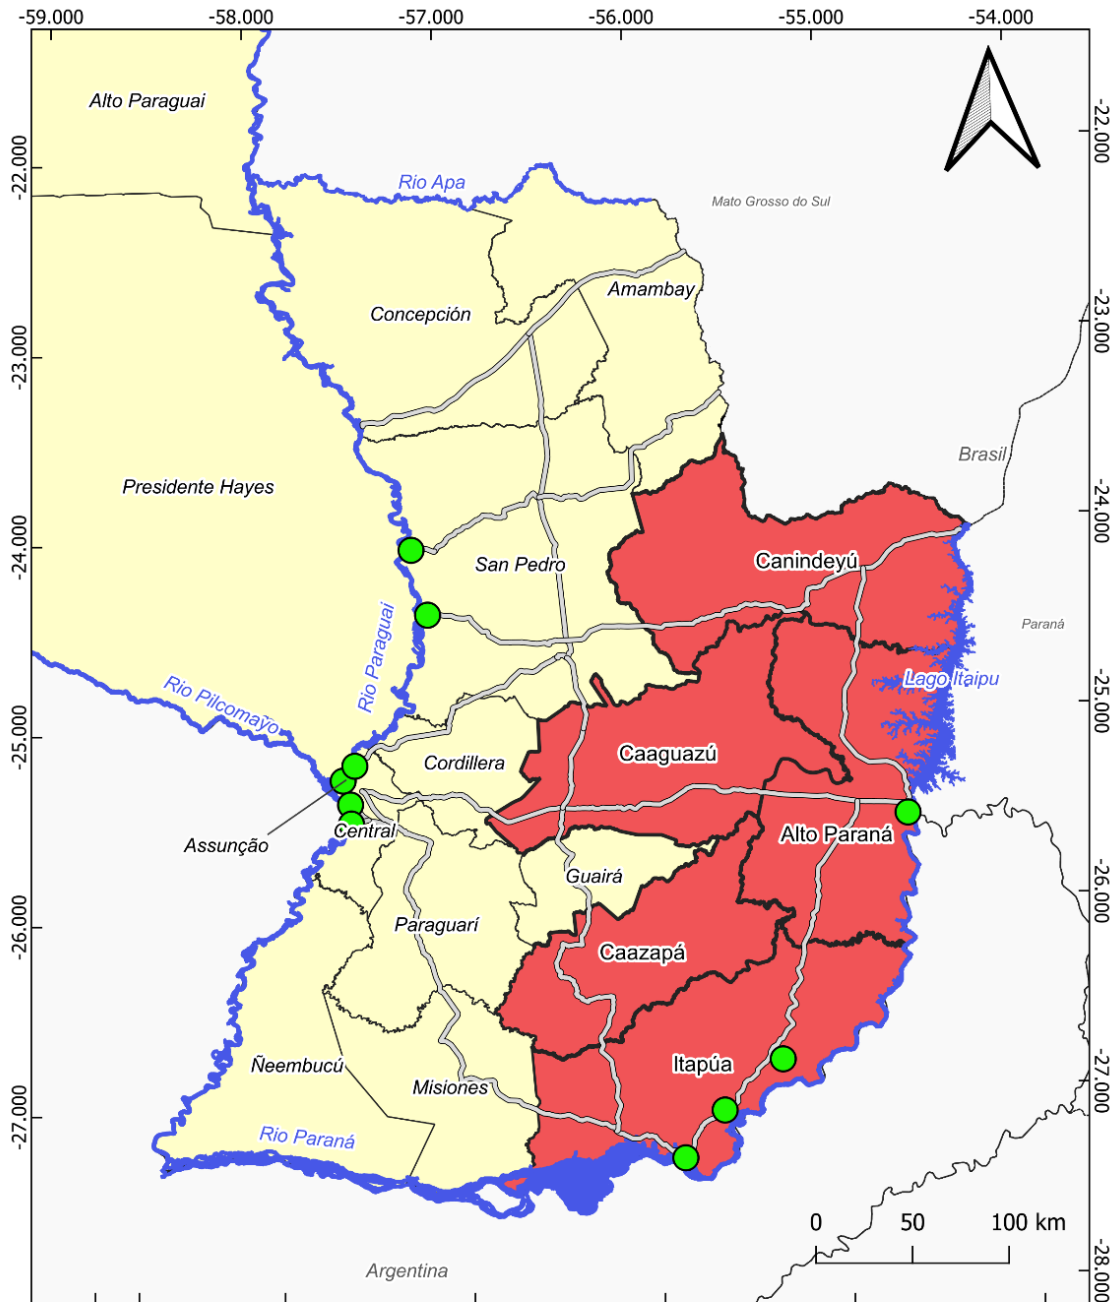 -59.000
-58.000
-57.000
-56.000
-55.000
-54.000
Alto Paraguai
-22.000
-22.000
Rio Apa
Mato Grosso do Sul
Amambay
Concepción
-23.000
-23.000
Brasil
Presidente Hayes
-24.000
-24.000
Canindeyú
San Pedro
Paraná
Rio Paraguai
Lago Itaipu
Rio Pilcomayo
-25.000
-25.000
Caaguazú
Cordillera
Central
Alto Paraná
Assunção
Guairá
-26.000
-26.000
Paraguarí
Caazapá
Ñeembucú
Itapúa
Misiones
-27.000
-27.000
Rio Paraná
0
50
100 km
Argentina
-28.000